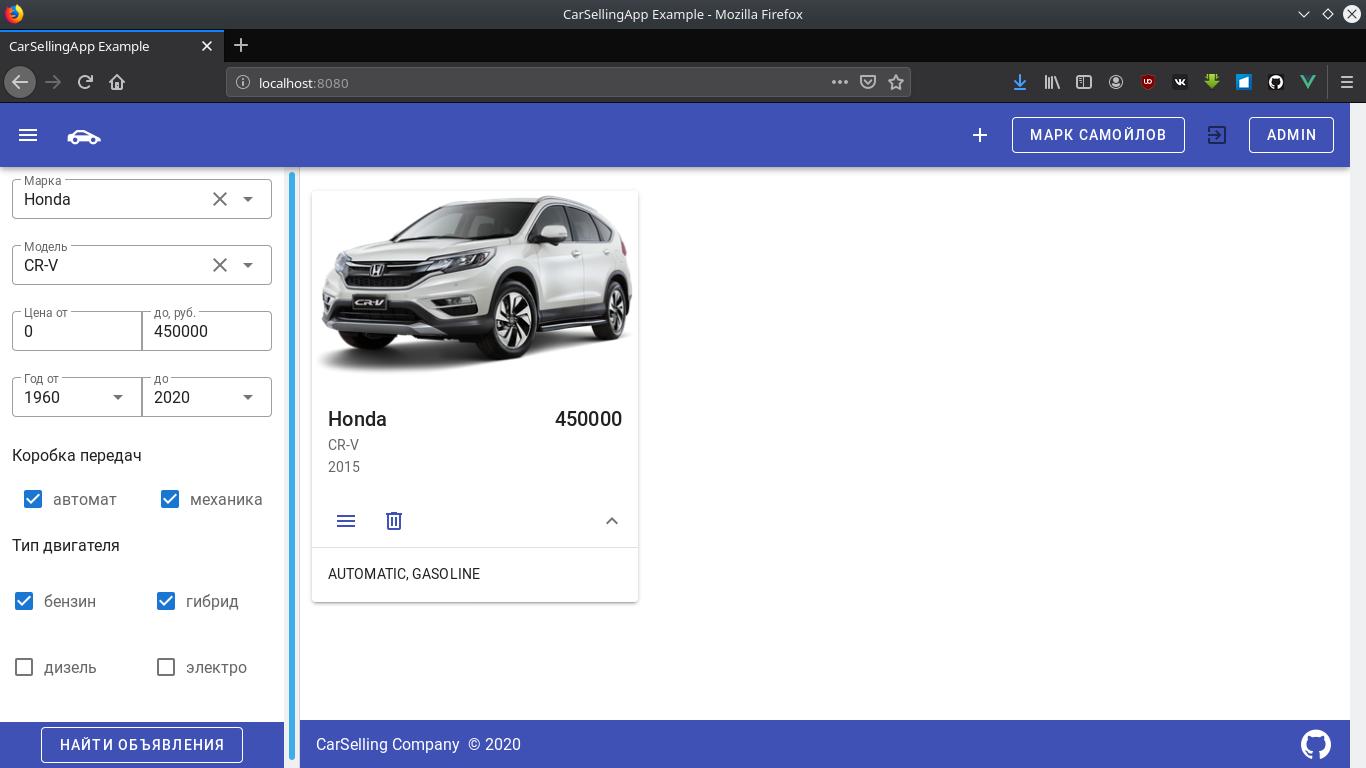 CarSellingApp Example - Mozilla Firefox
CarSellingApp Example
localhost:8080
МАРК САМОЙЛОВ
ADMIN
Марка
Honda
Модель
CR-V
Цена от
до, руб.
0
450000
Год от
до
1960
2020
Коробка передач
автомат
механика
Тип двигателя
бензин
гибрид
дизель
электро
НАЙТИ ОБЪЯВЛЕНИЯ
CR-V
Honda
450000
CR-V
2015
AUTOMATIC, GASOLINE
CarSelling Company © 2020